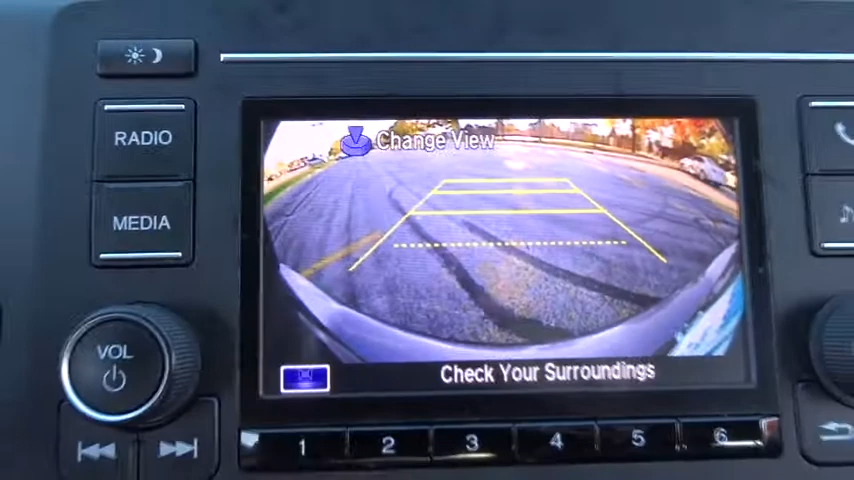 RADIO
MEDIA
VOL
Change View
Check Your Surroundings
1 2 3 4 5 6